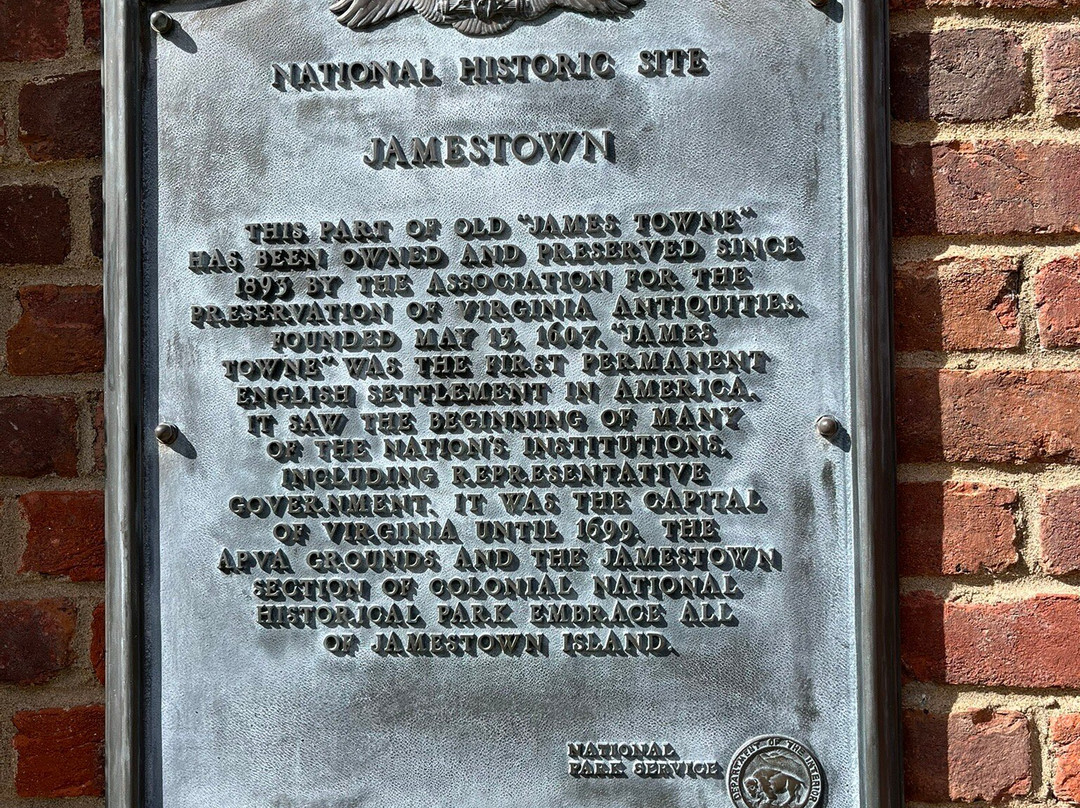 NATIONAL HISTORIC SITE
JAMESTOWN
THIS PART OF OLD "JAMES TOWNE"
HAS BEEN OWNED AND PRESERVED SINCE
1893 BY THE ASSOCIATION FOR THE
PRESERVATION OF VIRGINIA ANTIQUITIES.
FOUNDED MAY 13, 1607, "JAMES
TOWNE" WAS THE FIRST PERMANENT
ENGLISH SETTLEMENT IN AMERICA.
IT SAW THE BEGINNING OF MANY
OF THE NATION'S INSTITUTIONS,
INCLUDING REPRESENTATIVE
GOVERNMENT. IT WAS THE CAPITAL
OF VIRGINIA UNTIL 1699. THE
APVA GROUNDS AND THE JAMESTOWN
SECTION OF COLONIAL NATIONAL
HISTORICAL PARK EMBRACE ALL
OF JAMESTOWN ISLAND.
NATIONAL
PARK SERVICE
DEPARTMENT OF THE INTERIOR